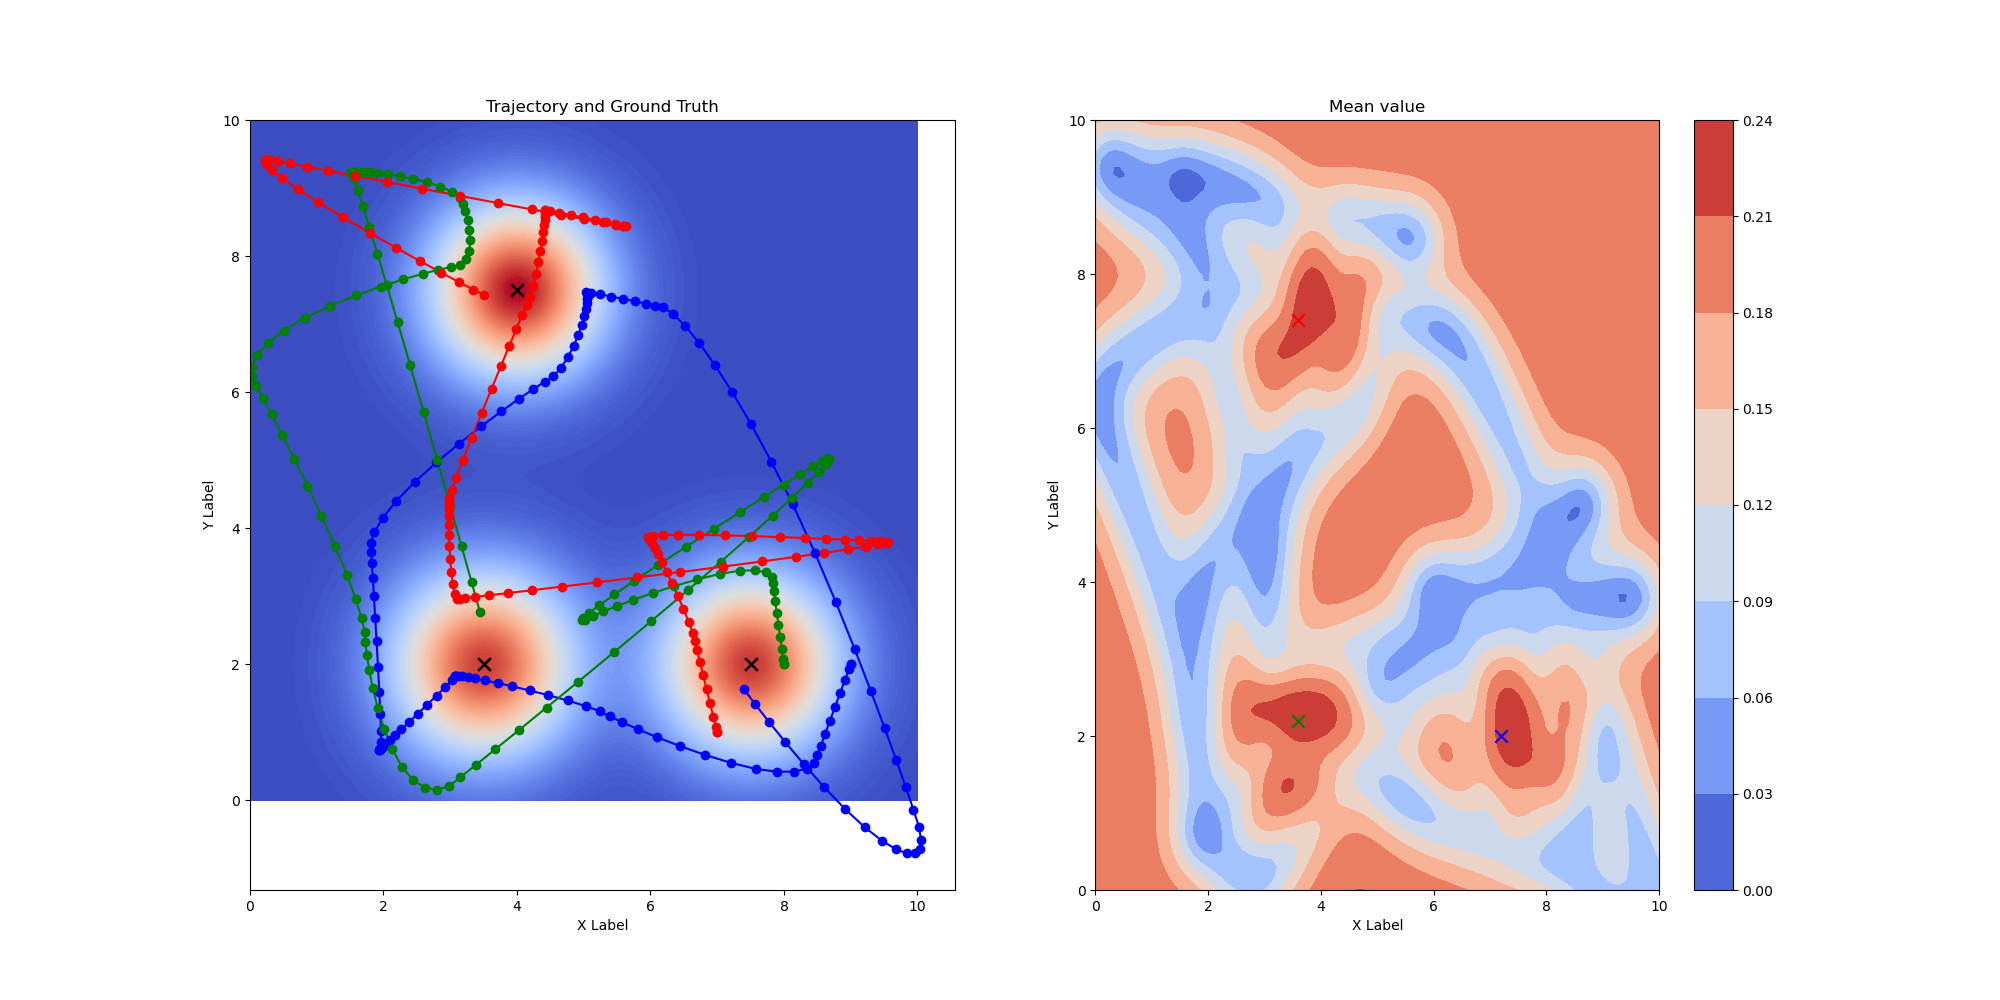 Trajectory and Ground Truth
10
8
6
4
2
0
Y Label
0 2 4 6 8 10
X Label
Mean value
10
8
6
4
2
0
Y Label
0 2 4 6 8 10
X Label
0.24
0.21
0.18
0.15
0.12
0.09
0.06
0.03
0.00